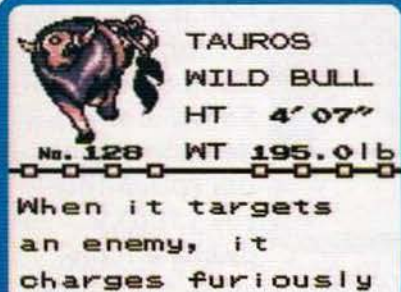 TAUROS
WILD BULL
HT 4'07"
No. 128 WT 195.0lb
When it targets
an enemy, it
charges furiously